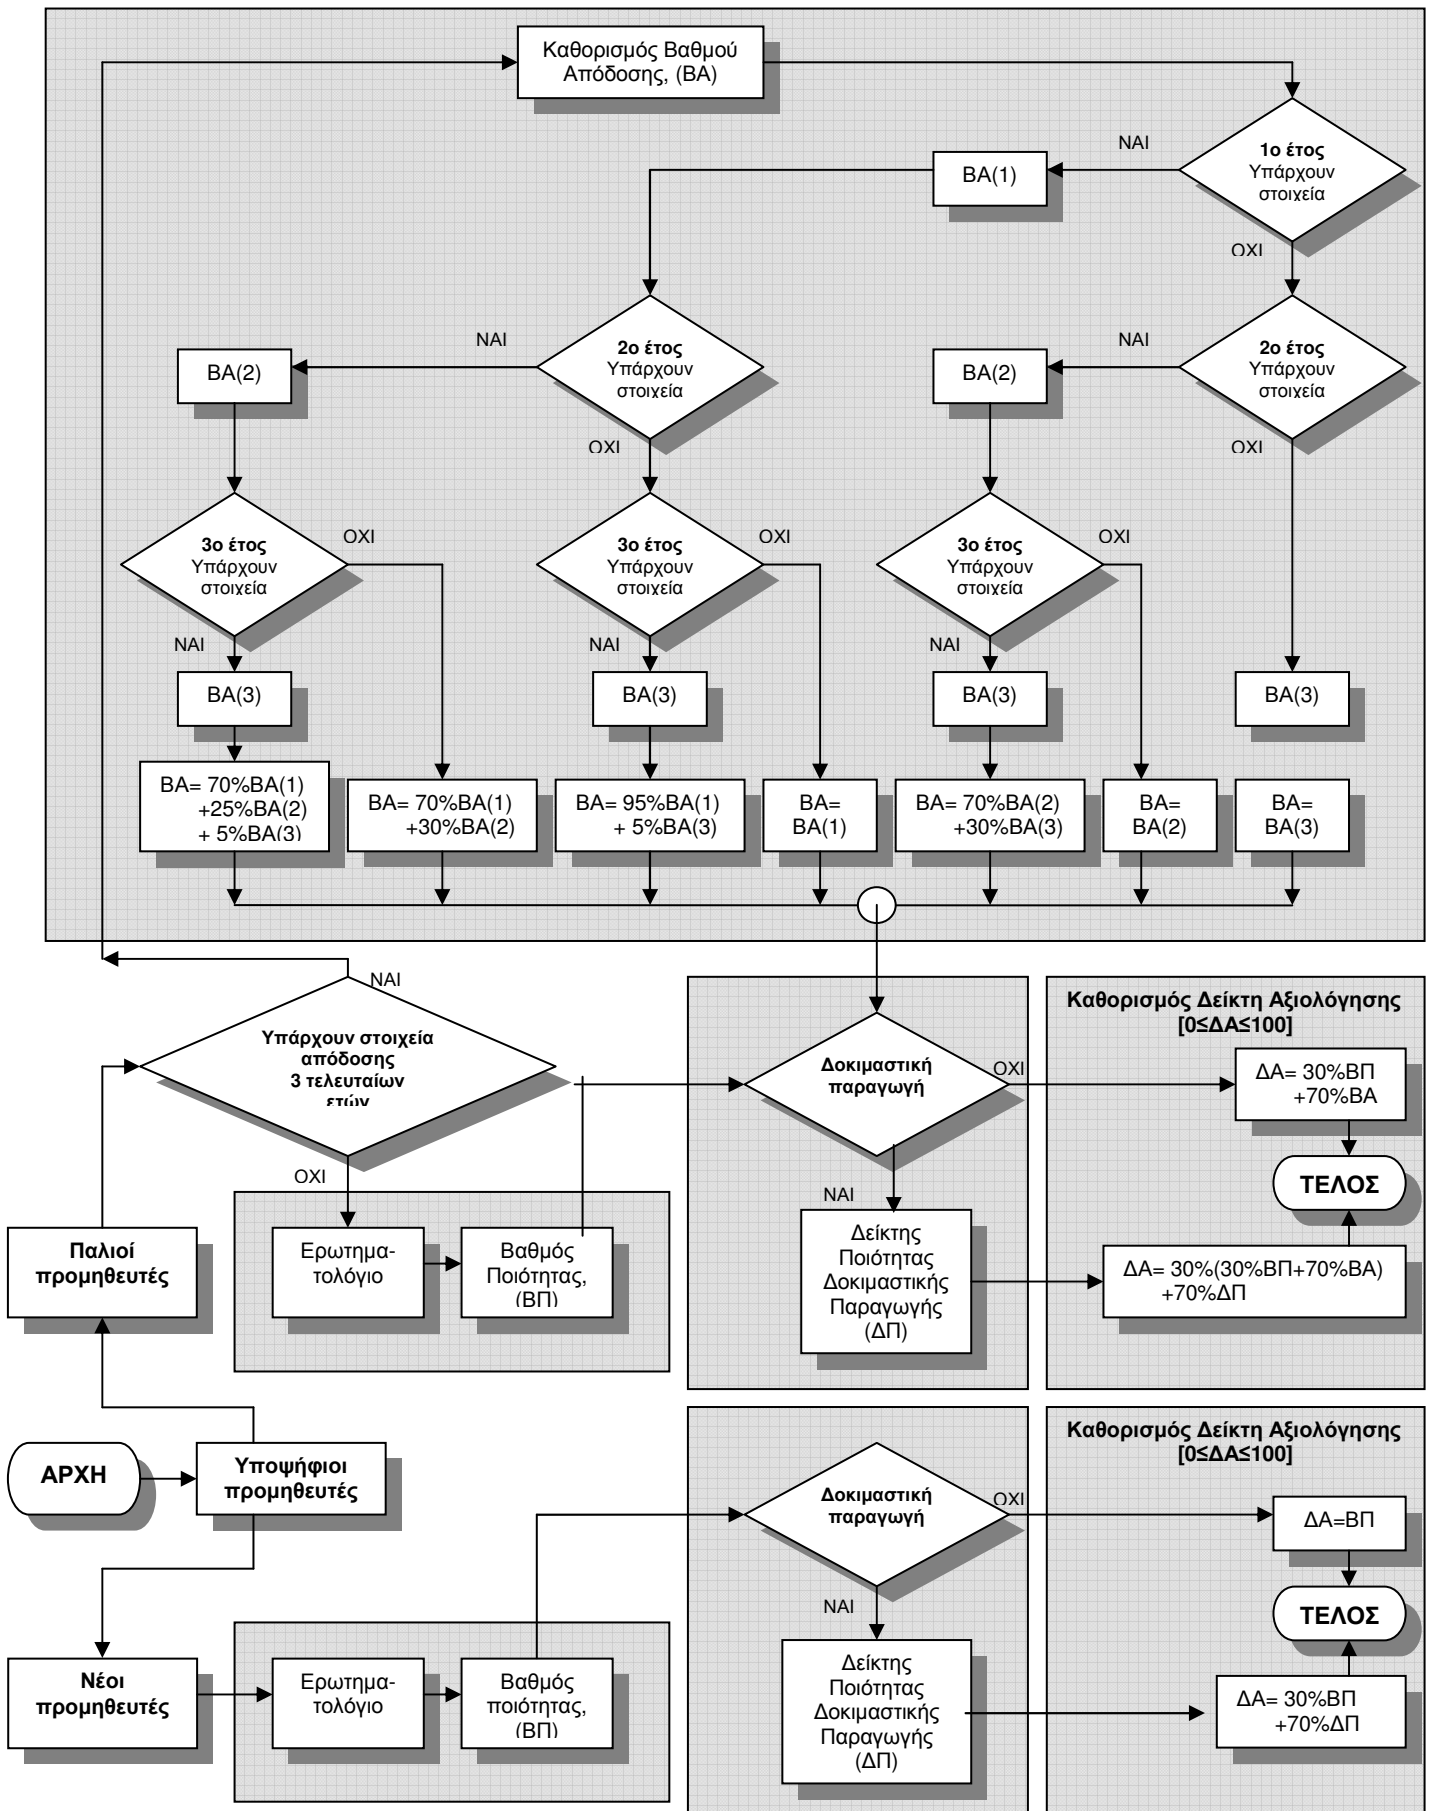 Καθορισμός Βαθμού
Απόδοσης, (ΒΑ)
ΝΑΙ
1ο έτος
Υπάρχουν
στοιχεία
ΒΑ(1)
ΟΧΙ
ΝΑΙ
2ο έτος
Υπάρχουν
στοιχεία
ΒΑ(2)
ΟΧΙ
ΝΑΙ
2ο έτος
Υπάρχουν
στοιχεία
ΒΑ(2)
ΟΧΙ
3ο έτος
Υπάρχουν
στοιχεία
ΟΧΙ
ΝΑΙ
3ο έτος
Υπάρχουν
στοιχεία
ΟΧΙ
ΝΑΙ
3ο έτος
Υπάρχουν
στοιχεία
ΟΧΙ
ΝΑΙ
ΒΑ(3)
ΒΑ(3)
ΒΑ(3)
ΒΑ(3)
ΒΑ= 70%ΒΑ(1)
+25%ΒΑ(2)
+ 5%ΒΑ(3)
ΒΑ= 70%ΒΑ(1)
+30%ΒΑ(2)
ΒΑ= 95%ΒΑ(1)
+ 5%ΒΑ(3)
ΒΑ=
ΒΑ(1)
ΒΑ= 70%ΒΑ(2)
+30%ΒΑ(3)
ΒΑ=
ΒΑ(2)
ΒΑ=
ΒΑ(3)
ΝΑΙ
Υπάρχουν στοιχεία
απόδοσης
3 τελευταίων
ετών
ΟΧΙ
Δοκιμαστική
παραγωγή
ΟΧΙ
ΝΑΙ
Καθορισμός Δείκτη Αξιολόγησης
[0≤ΔΑ≤100]
ΔΑ= 30%ΒΠ
+70%ΒΑ
ΤΕΛΟΣ
Παλιοί
προμηθευτές
Ερωτημα-
τολόγιο
Βαθμός
Ποιότητας,
(ΒΠ)
Δείκτης
Ποιότητας
Δοκιμαστικής
Παραγωγής
(ΔΠ)
ΔΑ= 30%(30%ΒΠ+70%ΒΑ)
+70%ΔΠ
ΑΡΧΗ
Υποψήφιοι
προμηθευτές
Δοκιμαστική
παραγωγή
ΟΧΙ
ΝΑΙ
Καθορισμός Δείκτη Αξιολόγησης
[0≤ΔΑ≤100]
ΔΑ=ΒΠ
ΤΕΛΟΣ
Νέοι
προμηθευτές
Ερωτημα-
τολόγιο
Βαθμός
ποιότητας,
(ΒΠ)
Δείκτης
Ποιότητας
Δοκιμαστικής
Παραγωγής
(ΔΠ)
ΔΑ= 30%ΒΠ
+70%ΔΠ